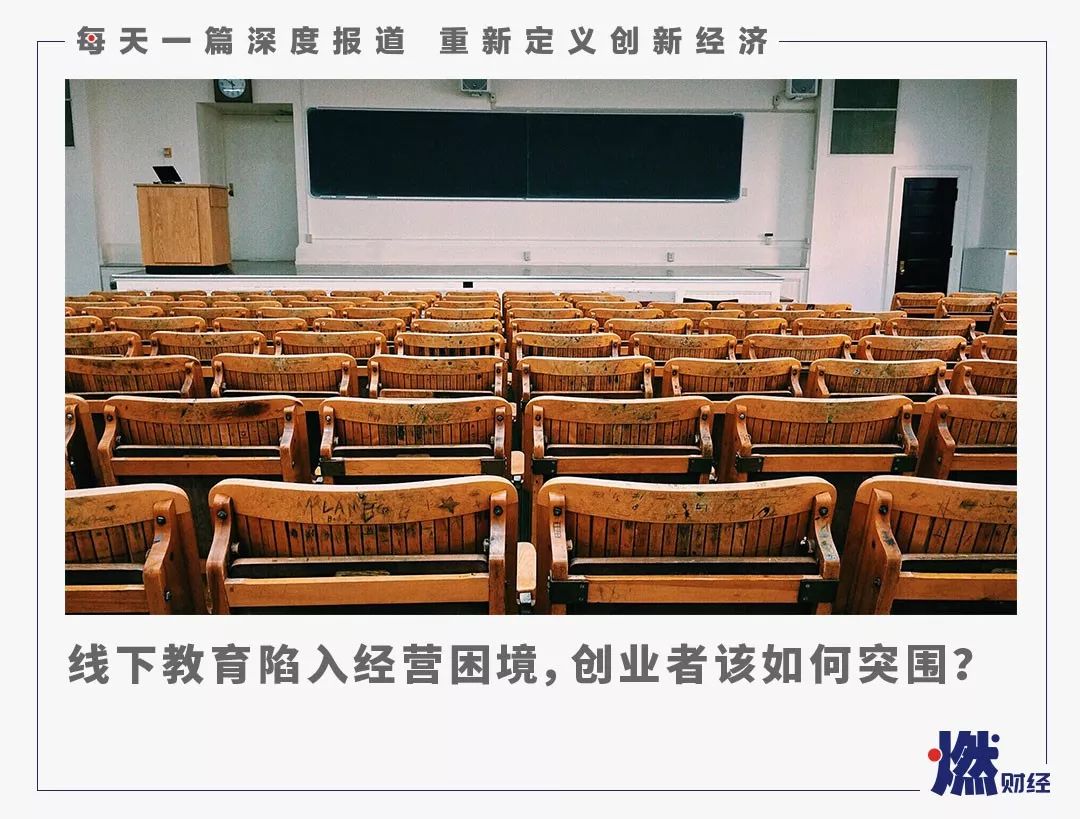 每天一篇深度报道 重新定义创新经济
线下教育陷入经营困境,创业者该如何突围?
燃财经